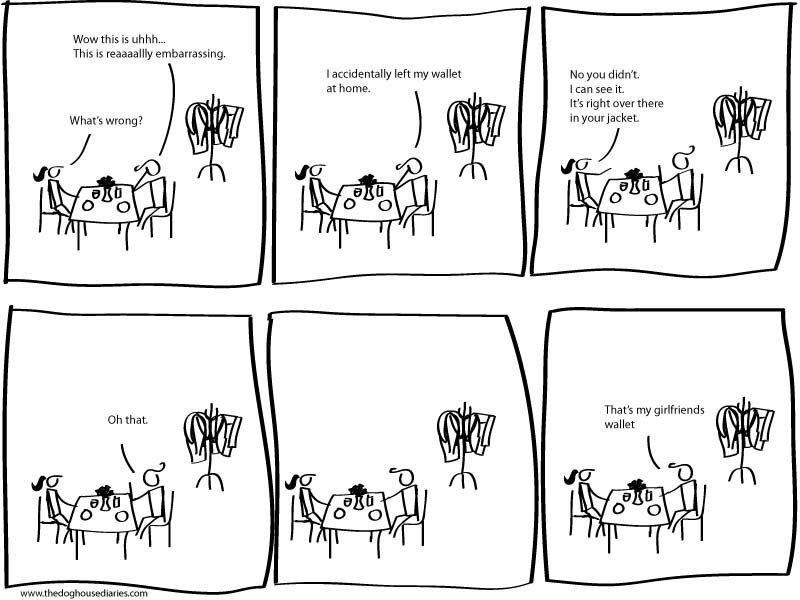 Wow this is uhhh...
This is reaaaallly embarrassing.
What's wrong?
I accidentally left my wallet
at home.
No you didn't.
I can see it.
It's right over there
in your jacket.
Oh that.
That's my girlfriends
wallet
www.thedoghousediaries.com